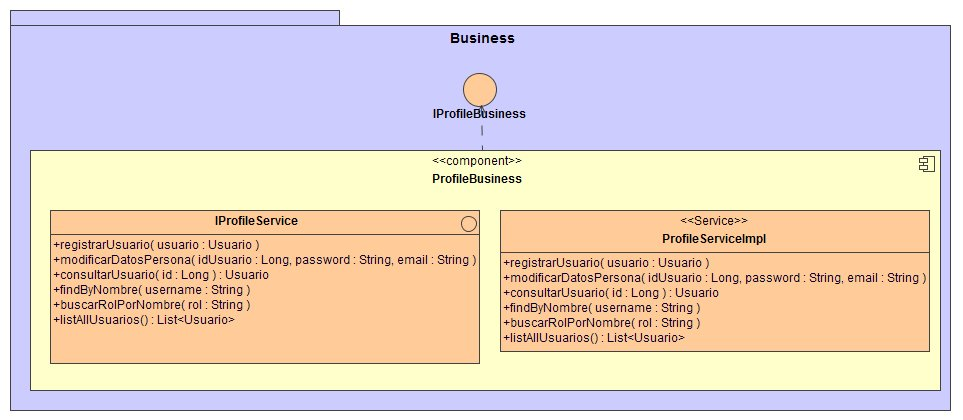 Business
IProfileBusiness
<<component>>
ProfileBusiness
IProfileService
+registrarUsuario( usuario : Usuario )
+modificarDatosPersona( idUsuario : Long, password : String, email : String )
+consultarUsuario( id : Long ) : Usuario
+findByNombre( username : String )
+buscarRolPorNombre( rol : String )
+listAllUsuarios() : List<Usuario>
<<Service>>
ProfileServiceImpl
+registrarUsuario( usuario : Usuario )
+modificarDatosPersona( idUsuario : Long, password : String, email : String )
+consultarUsuario( id : Long ) : Usuario
+findByNombre( username : String )
+buscarRolPorNombre( rol : String )
+listAllUsuarios() : List<Usuario>